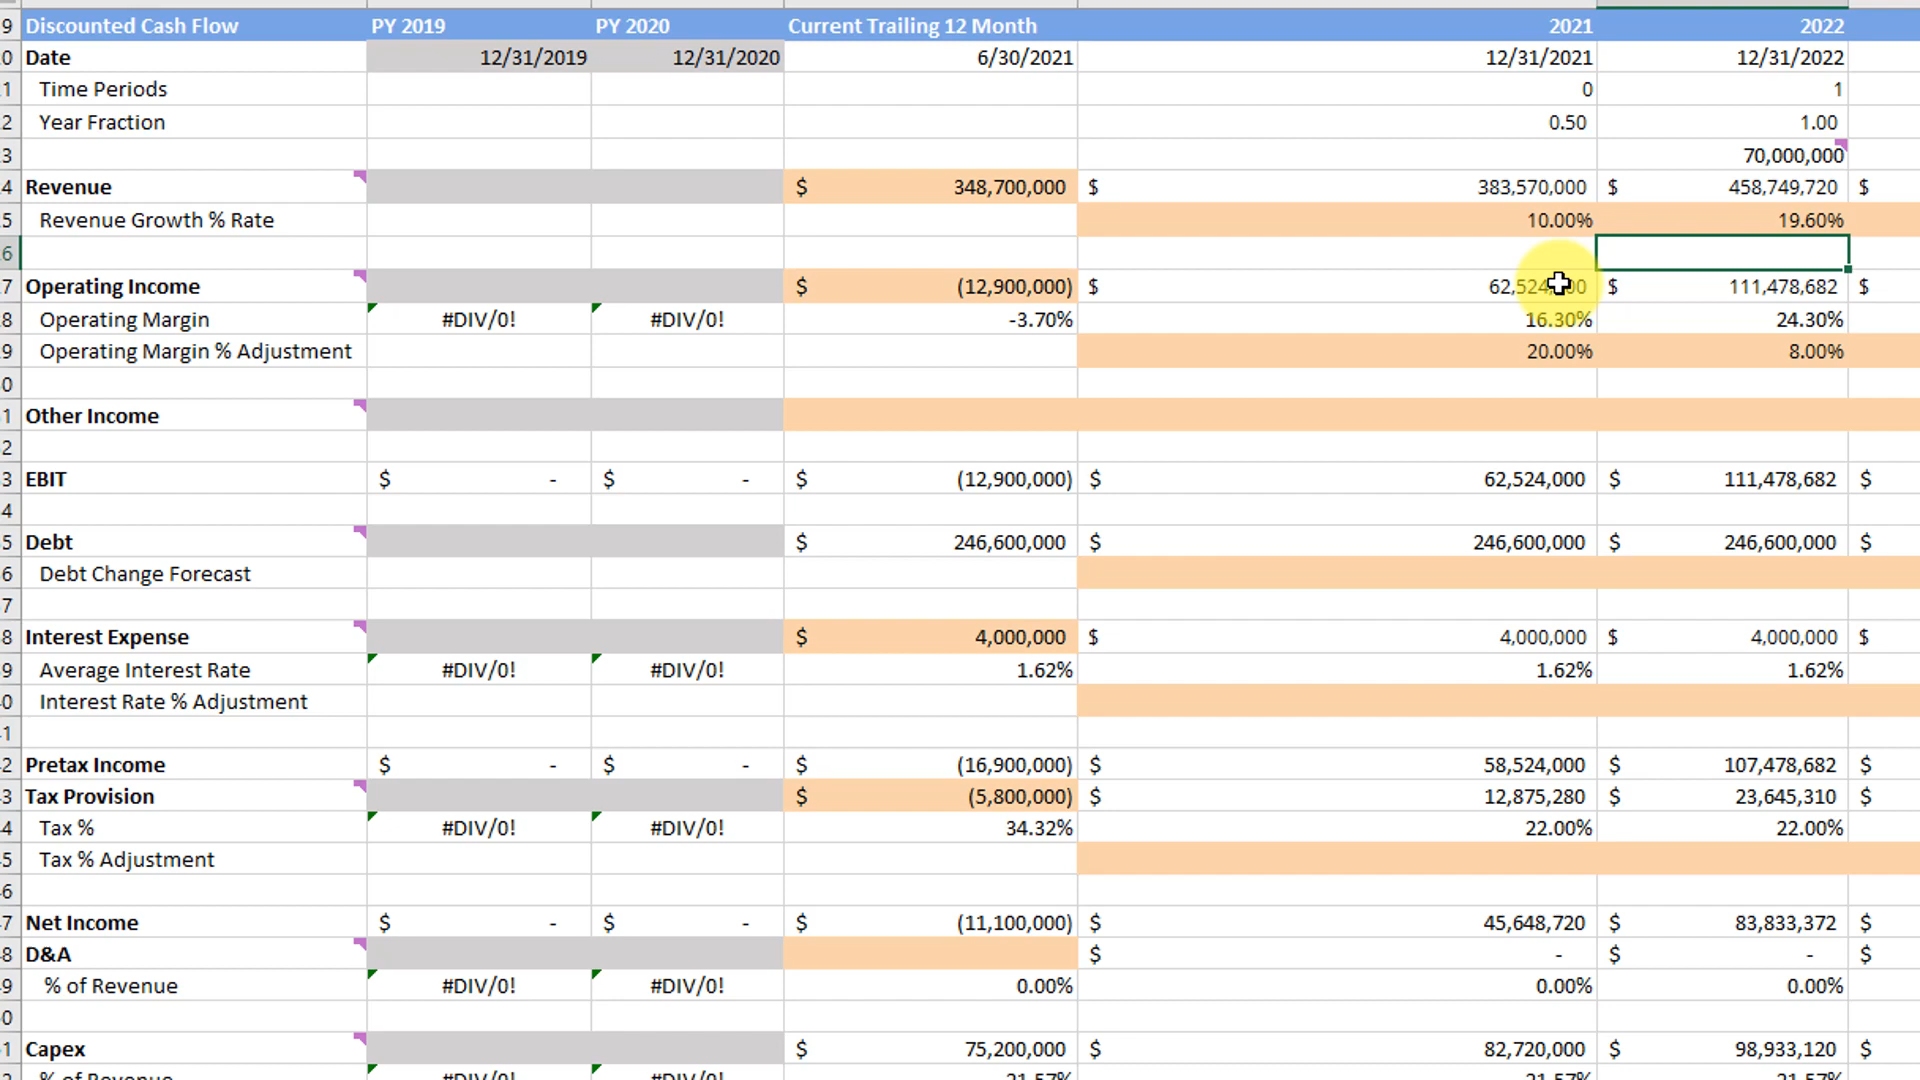 9 Discounted Cash Flow PY 2019 PY 2020 Current Trailing 12 Month 2021 2022
0 Date 12/31/2019 12/31/2020 6/30/2021 12/31/2021 12/31/2022
1 Time Periods 0 1
2 Year Fraction 0.50 1.00
3 70,000,000
4 Revenue $ 348,700,000 $ 383,570,000 $ 458,749,720 $
5 Revenue Growth % Rate 10.00% 19.60%
6
7 Operating Income $ (12,900,000) $ $ 111,478,682 $
8 Operating Margin #DIV/0! #DIV/0! -3.70% 16.30% 24.30%
9 Operating Margin % Adjustment 20.00% 8.00%
0
1 Other Income
2
3 EBIT $ - $ - $ (12,900,000) $ 62,524,000 $ 111,478,682 $
4
5 Debt $ 246,600,000 $ 246,600,000 $ 246,600,000 $
6 Debt Change Forecast
7
8 Interest Expense $ 4,000,000 $ 4,000,000 $ 4,000,000 $
9 Average Interest Rate #DIV/0! #DIV/0! 1.62% 1.62% 1.62%
0 Interest Rate % Adjustment
1
2 Pretax Income $ - $ - $ (16,900,000) $ 58,524,000 $ 107,478,682 $
3 Tax Provision $ (5,800,000) $ 12,875,280 $ 23,645,310 $
4 Tax % #DIV/0! #DIV/0! 34.32% 22.00% 22.00%
5 Tax % Adjustment
6
7 Net Income $ - $ - $ (11,100,000) $ 45,648,720 $ 83,833,372 $
8 D&A $ - $ - $
9 % of Revenue #DIV/0! #DIV/0! 0.00% 0.00% 0.00%
0
1 Capex $ 75,200,000 $ 82,720,000 $ 98,933,120 $
% of Revenue #DIV/0! #DIV/0! 21.57% 21.57% 21.57%